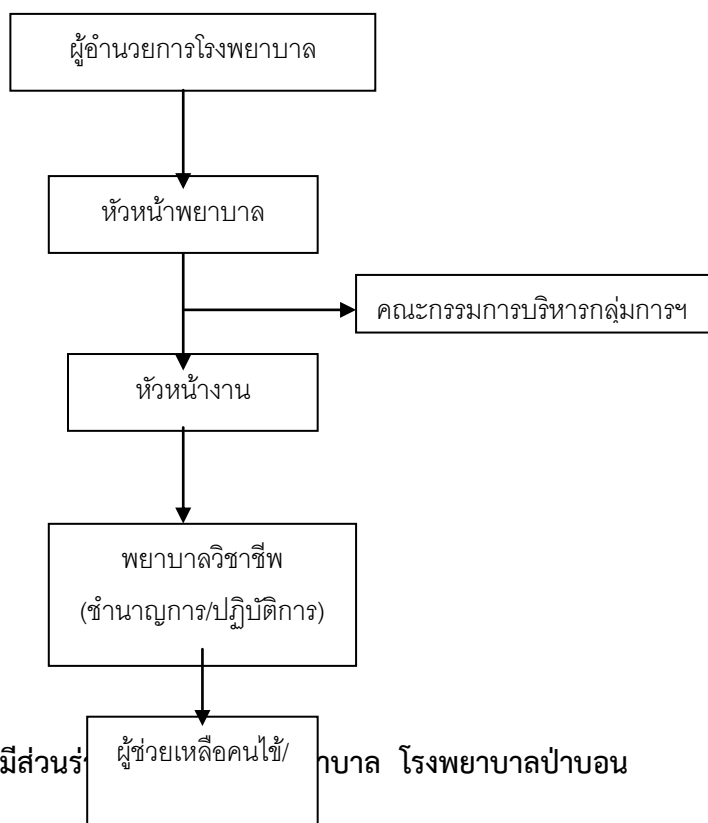 ผู้อำนวยการโรงพยาบาล
หัวหน้าพยาบาล
คณะกรรมการบริหารกลุ่มการฯ
หัวหน้างาน
พยาบาลวิชาชีพ
(ชำนาญการ/ปฏิบัติการ)
ผู้ช่วยเหลือคนไข้/
มีส่วนร่ าบาล โรงพยาบาลป่าบอน